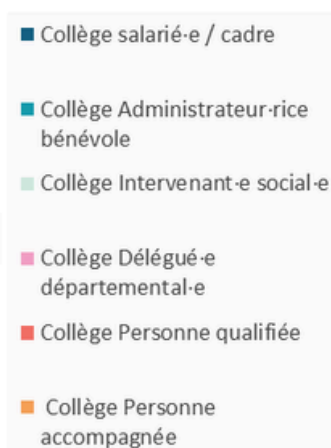 Collège salarié·e / cadre
Collège Administrateur·rice
bénévole
Collège Intervenant·e social·e
Collège Délégué·e
départemental·e
Collège Personne qualifiée
Collège Personne
accompagnée